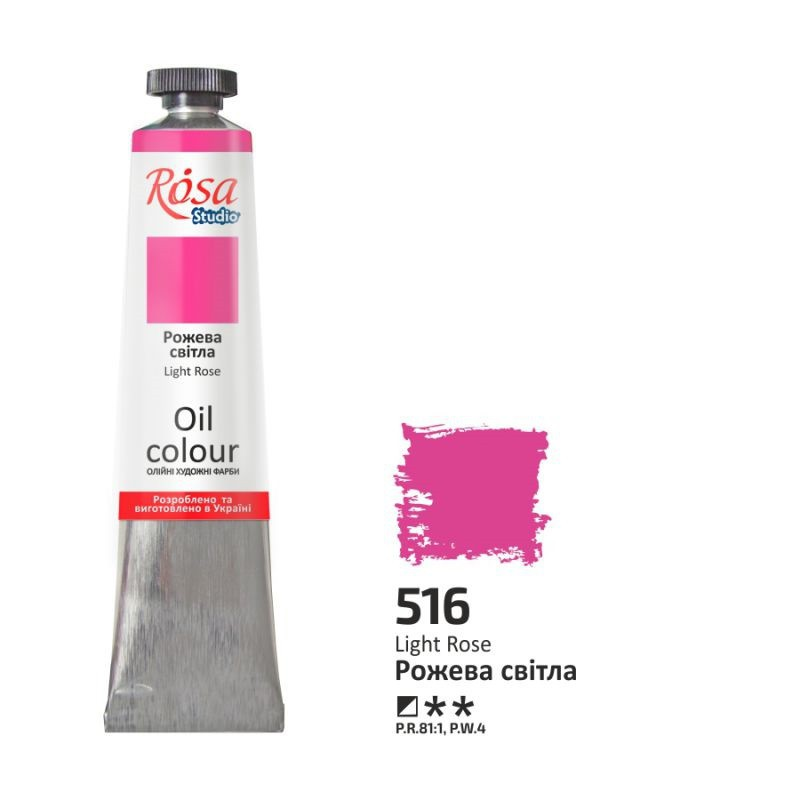 Rósa
Studio
Рожева
світла
Light Rose
Oil
colour
ОЛІЙНІ ХУДОЖНІ ФАРБИ
Розроблено та
виготовлено в Україні
516
Light Rose
Рожева світла
★★
P.R.81:1, P.W.4